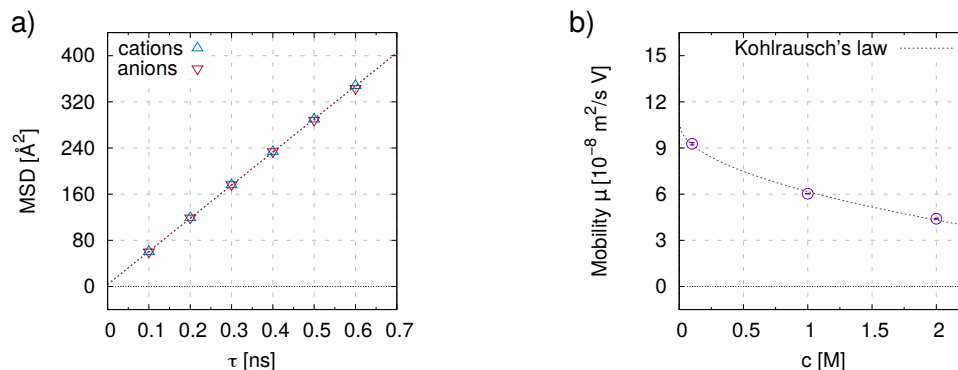 a)
MSD [Å²]
400
320
240
160
80
0
cations
anions
0 0.1 0.2 0.3 0.4 0.5 0.6 0.7
τ [ns]
b)
Mobility μ [10⁻⁸ m²/s V]
15
12
9
6
3
0
Kohlrausch's law
0 0.5 1 1.5 2
c [M]